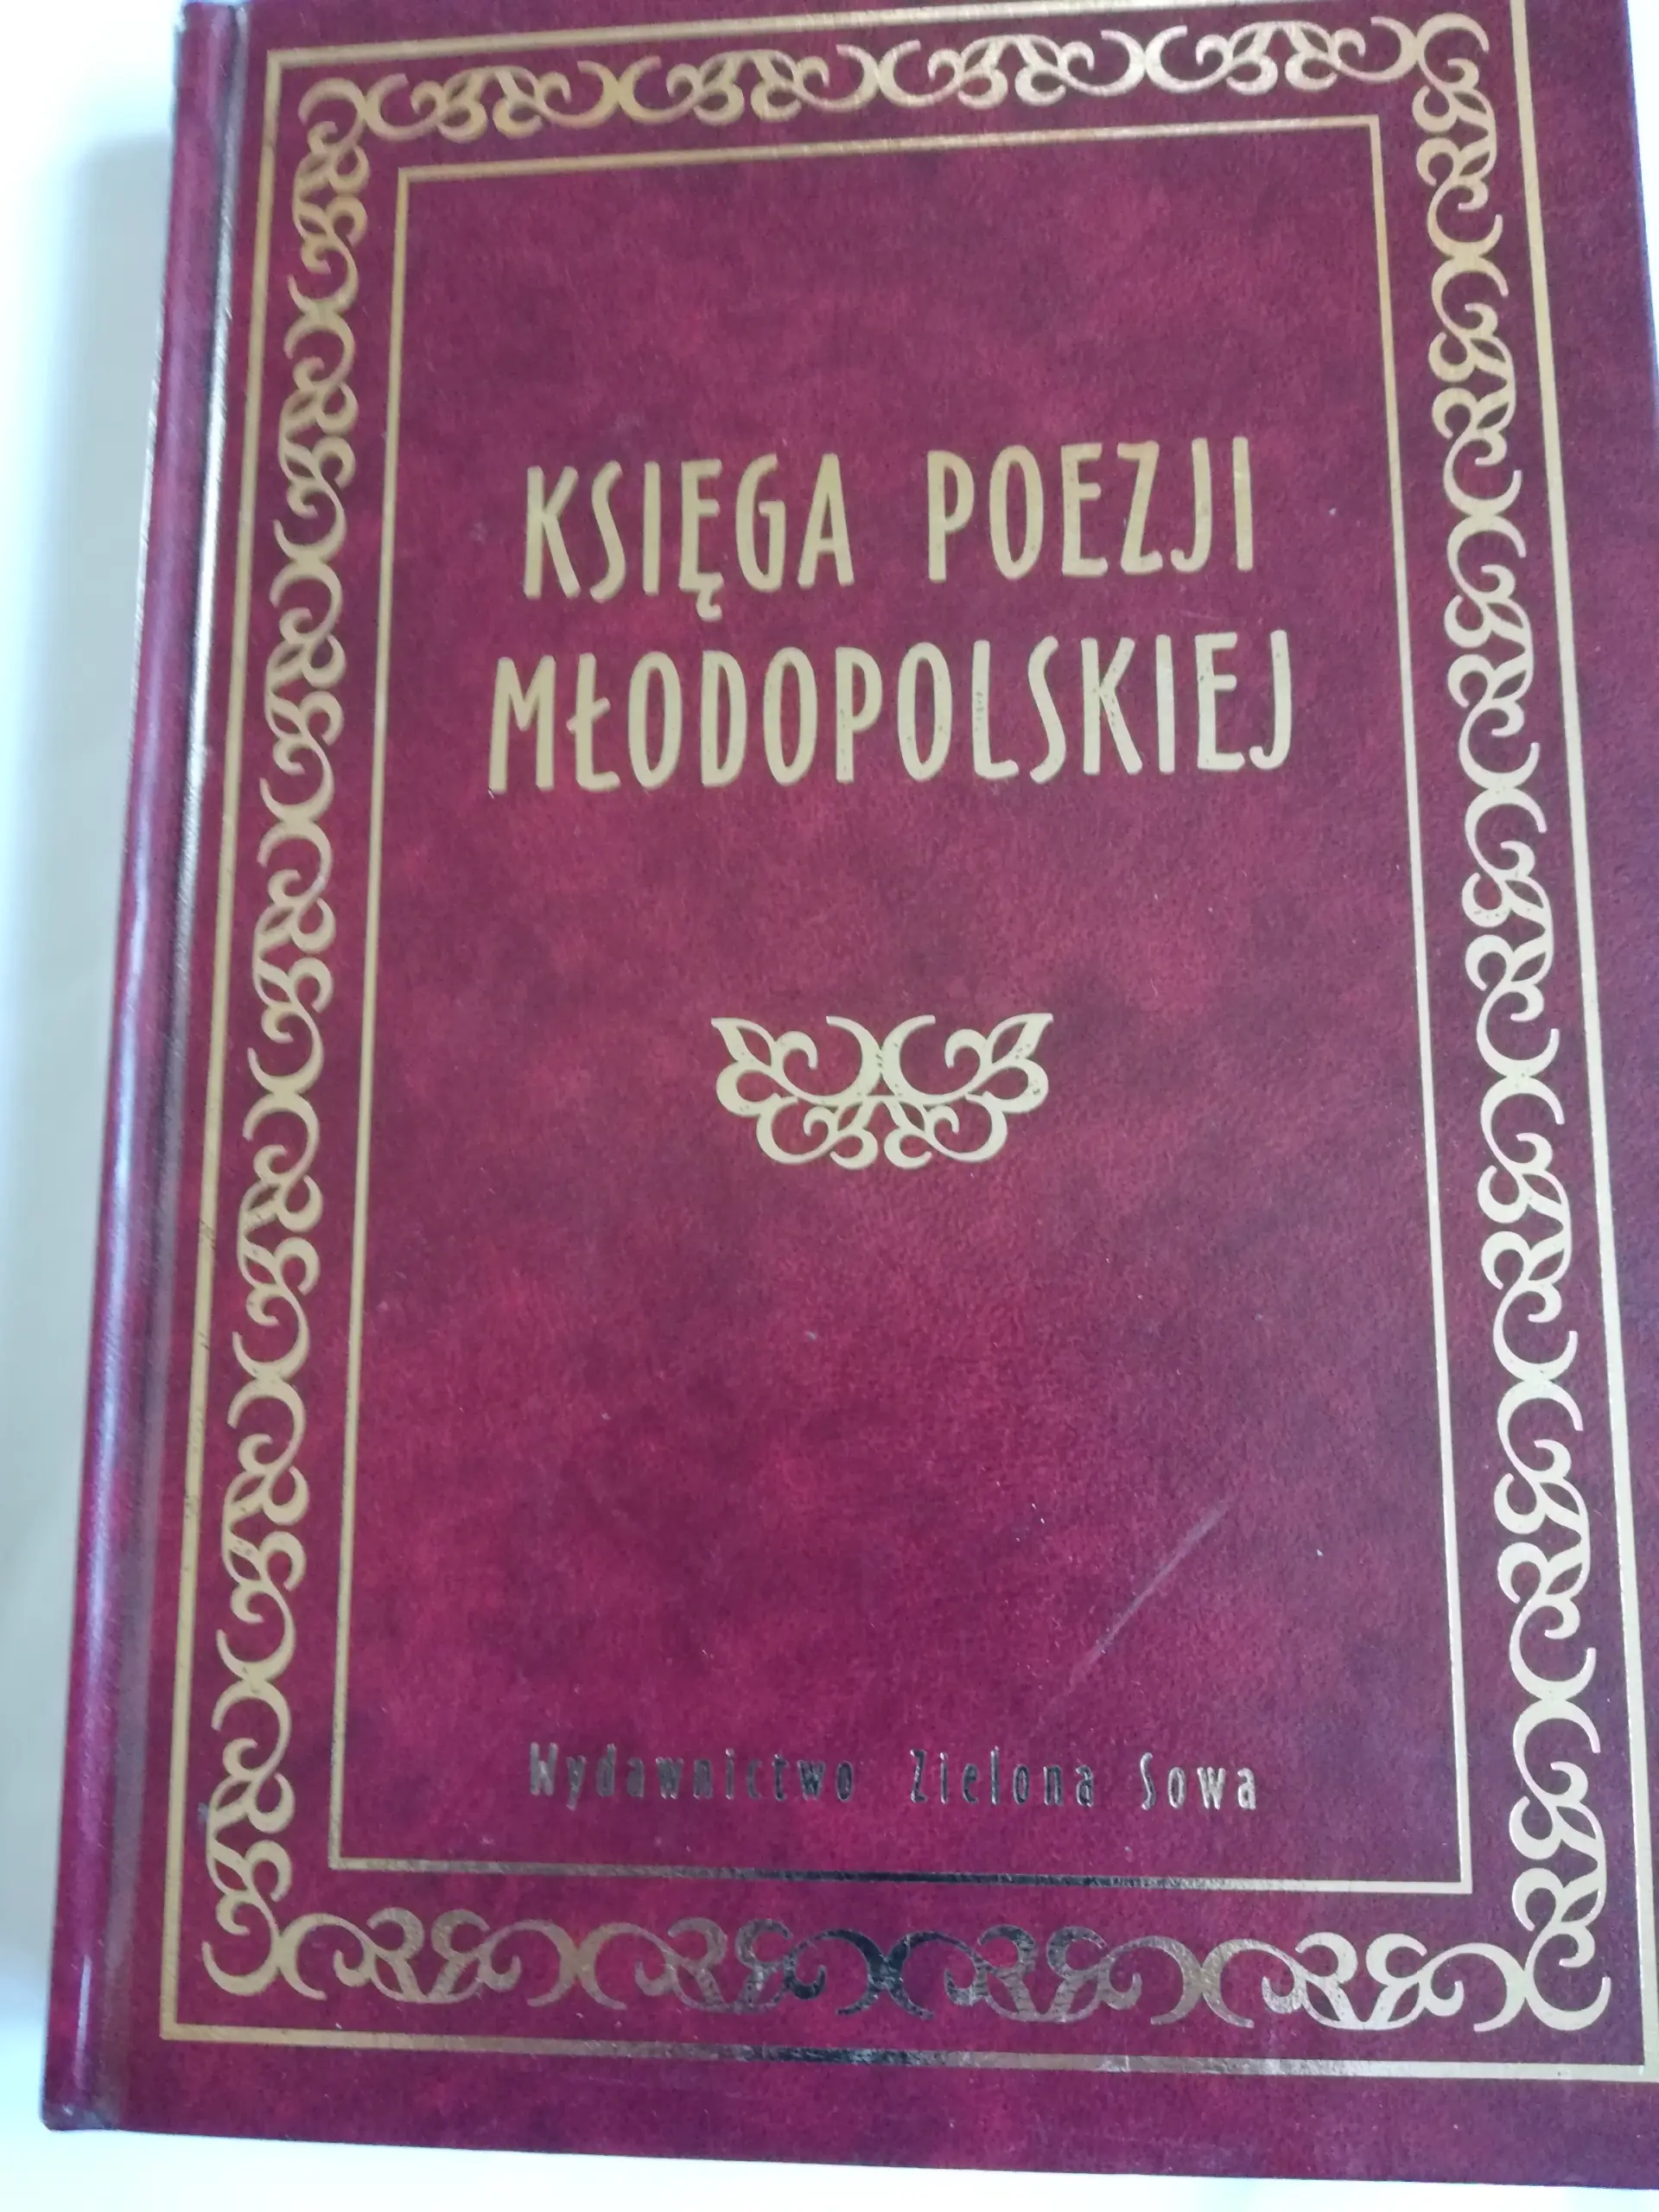 KSIĘGA POEZJI
MŁODOPOLSKIEJ
Wydawnictwo Zielona Sowa